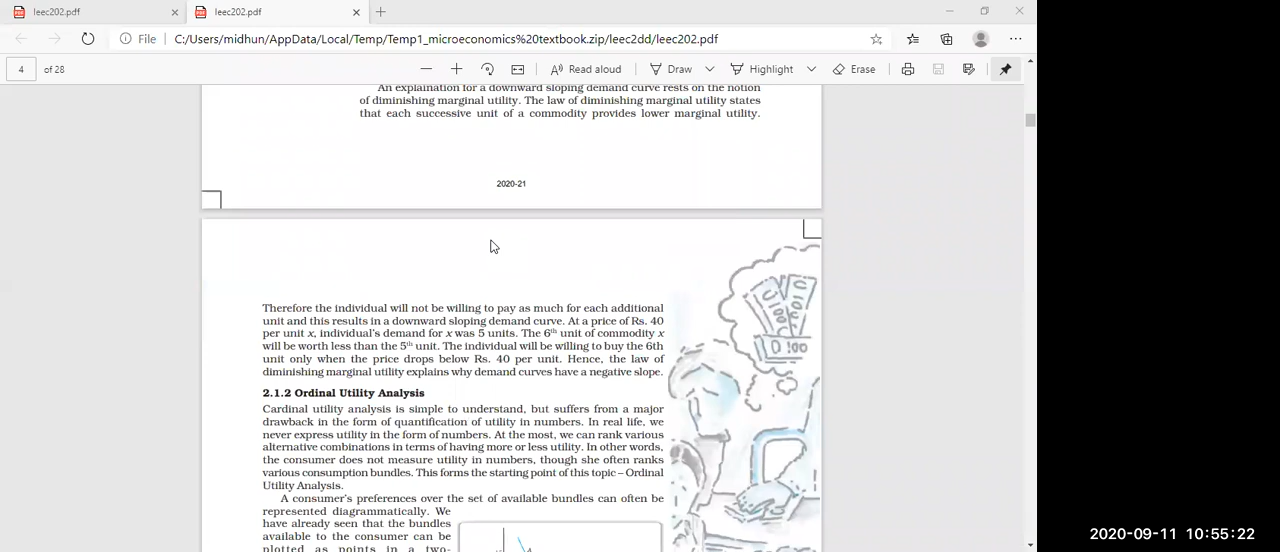 leec202.pdf
leec202.pdf
File C:/Users/midhun/AppData/Local/Temp/Temp1_microeconomics%20textbook.zip/leec2dd/leec202.pdf
4 of 28
Read aloud Draw Highlight Erase
An explaination for a downward sloping demand curve rests on the notion
of diminishing marginal utility. The law of diminishing marginal utility states
that each successive unit of a commodity provides lower marginal utility.
2020-21
Therefore the individual will not be willing to pay as much for each additional
unit and this results in a downward sloping demand curve. At a price of Rs. 40
per unit x, individual's demand for x was 5 units. The 6th unit of commodity x
will be worth less than the 5th unit. The individual will be willing to buy the 6th
unit only when the price drops below Rs. 40 per unit. Hence, the law of
diminishing marginal utility explains why demand curves have a negative slope.
2.1.2 Ordinal Utility Analysis
Cardinal utility analysis is simple to understand, but suffers from a major
drawback in the form of quantification of utility in numbers. In real life, we
never express utility in the form of numbers. At the most, we can rank various
alternative combinations in terms of having more or less utility. In other words,
the consumer does not measure utility in numbers, though she often ranks
various consumption bundles. This forms the starting point of this topic – Ordinal
Utility Analysis.
A consumer's preferences over the set of available bundles can often be
represented diagrammatically. We
have already seen that the bundles
available to the consumer can be
plotted as points in a two-
2020-09-11 10:55:22